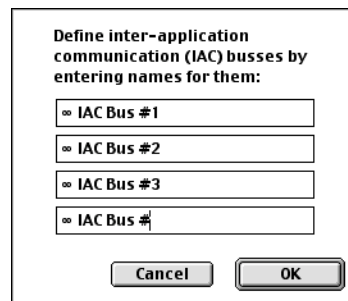 Define inter-application
communication (IAC) busses by
entering names for them:
∞ IAC Bus #1
∞ IAC Bus #2
∞ IAC Bus #3
∞ IAC Bus #
Cancel
OK